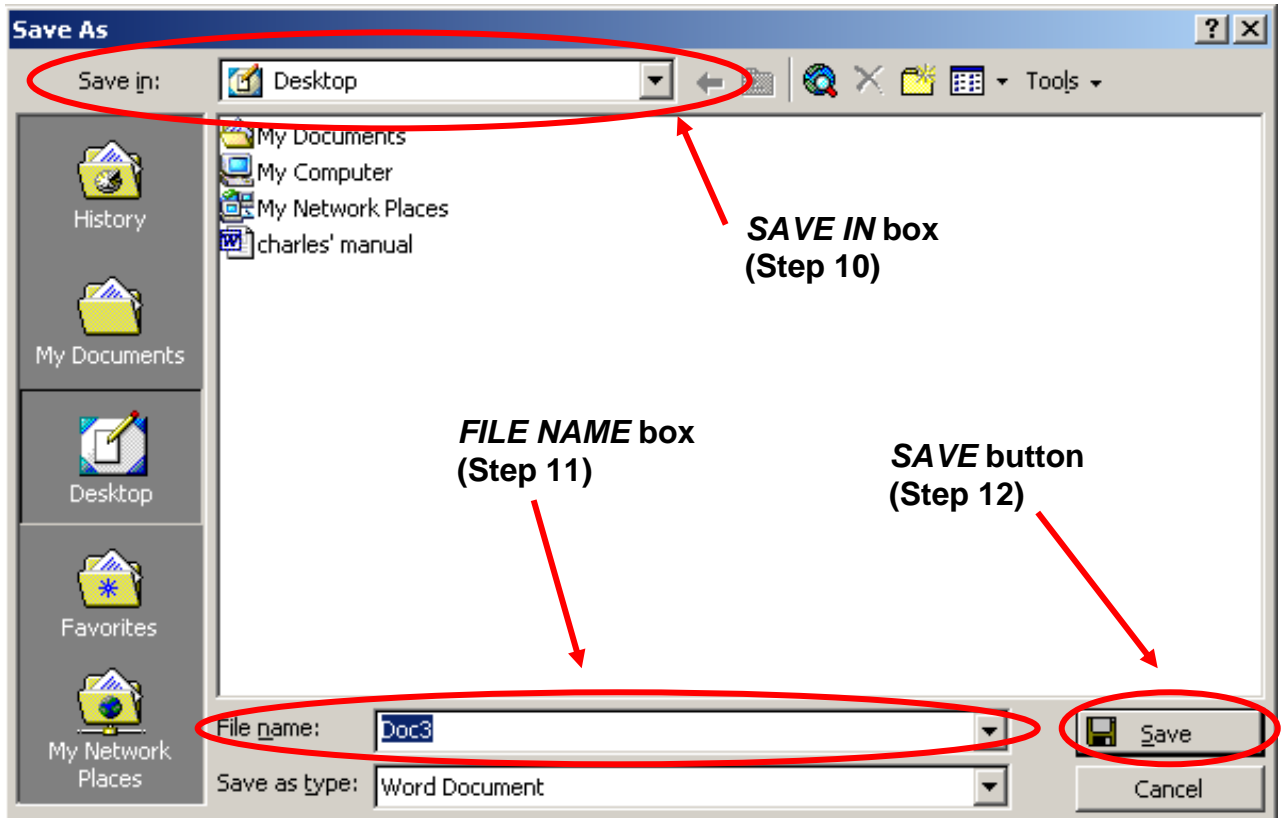 Save As
Save in: Desktop Tools
My Documents
My Computer
My Network Places
charles' manual
History
My Documents
Desktop
Favorites
My Network
Places
SAVE IN box
(Step 10)
FILE NAME box
(Step 11)
SAVE button
(Step 12)
File name: Doc3 Save
Save as type: Word Document Cancel